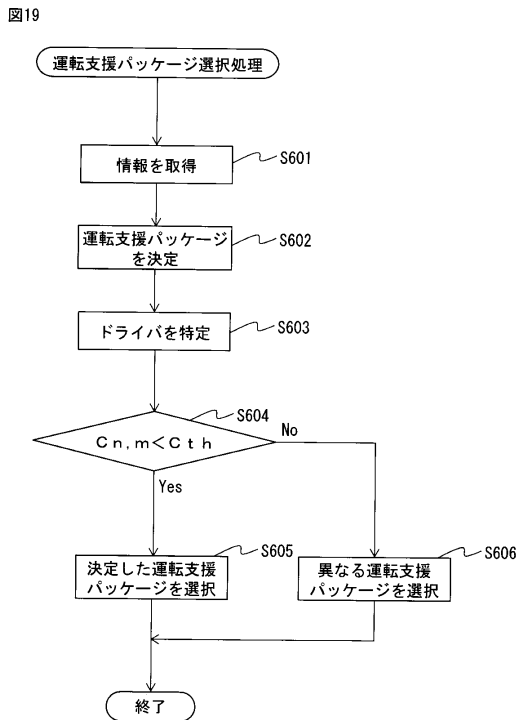 図19
運転支援パッケージ選択処理
情報を取得
S601
運転支援パッケージ
を決定
S602
ドライバを特定
S603
Ｃｎ,ｍ＜Ｃｔｈ
S604
No
Yes
決定した運転支援
パッケージを選択
S605
異なる運転支援
パッケージを選択
S606
終了